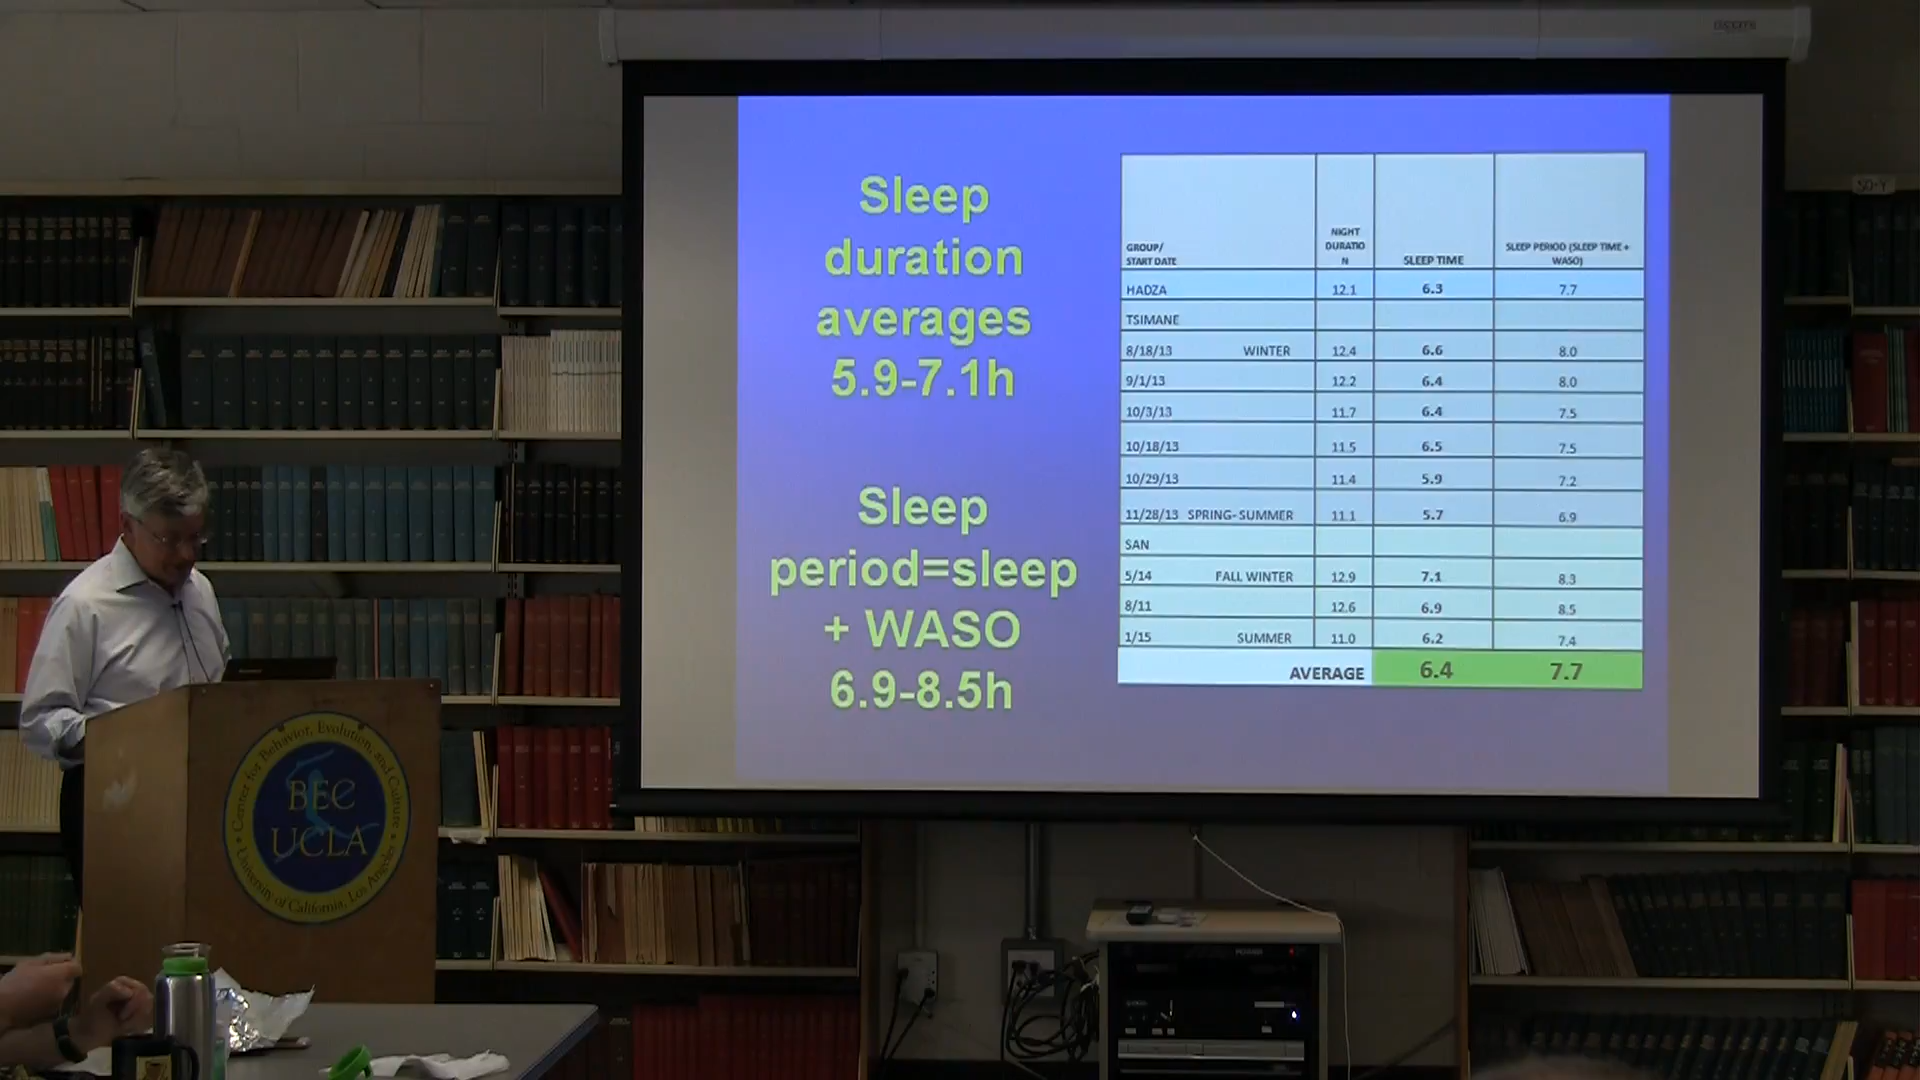 Sleep
duration
averages
5.9-7.1h
Sleep
period=sleep
+ WASO
6.9-8.5h
GROUP/
START DATE
NIGHT
DURATIO
N
SLEEP TIME
SLEEP PERIOD (SLEEP TIME +
WASO)
HADZA 12.1 6.3 7.7
TSIMANE
8/18/13 WINTER 12.4 6.6 8.0
9/1/13 12.2 6.4 8.0
10/3/13 11.7 6.4 7.5
10/18/13 11.5 6.5 7.5
10/29/13 11.4 5.9 7.2
11/28/13 SPRING-SUMMER 11.1 5.7 6.9
SAN
5/14 FALL WINTER 12.9 7.1 8.3
8/11 12.6 6.9 8.5
1/15 SUMMER 11.0 6.2 7.4
AVERAGE 6.4 7.7
Center for Behavior, Evolution, and Culture
BEC
UCLA
University of California, Los Angeles